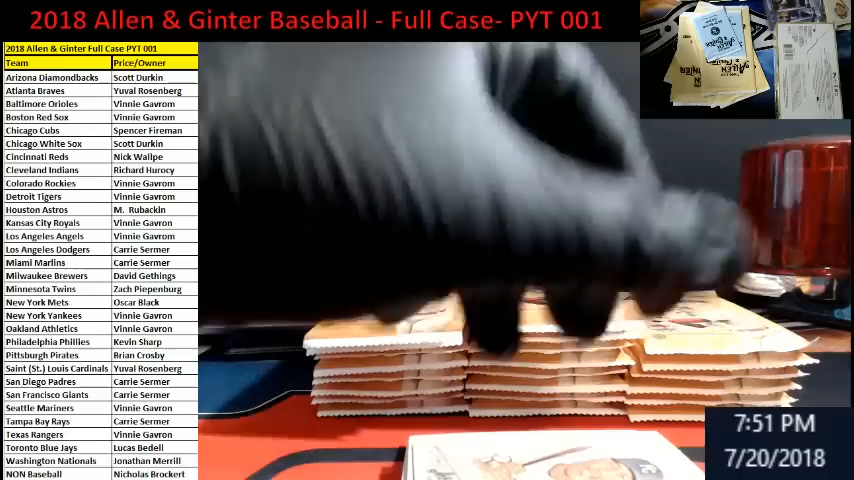 2018 Allen & Ginter Baseball - Full Case- PYT 001
2018 Allen & Ginter Full Case PYT 001
Team Price/Owner
Arizona Diamondbacks Scott Durkin
Atlanta Braves Yuval Rosenberg
Baltimore Orioles Vinnie Gavrom
Boston Red Sox Vinnie Gavrom
Chicago Cubs Spencer Fireman
Chicago White Sox Scott Durkin
Cincinnati Reds Nick Wallpe
Cleveland Indians Richard Hurocy
Colorado Rockies Vinnie Gavrom
Detroit Tigers Vinnie Gavrom
Houston Astros M. Rubackin
Kansas City Royals Vinnie Gavron
Los Angeles Angels Vinnie Gavrom
Los Angeles Dodgers Carrie Sermer
Miami Marlins Carrie Sermer
Milwaukee Brewers David Gethings
Minnesota Twins Zach Piepenburg
New York Mets Oscar Black
New York Yankees Vinnie Gavron
Oakland Athletics Vinnie Gavron
Philadelphia Phillies Kevin Sharp
Pittsburgh Pirates Brian Crosby
Saint (St.) Louis Cardinals Yuval Rosenberg
San Diego Padres Carrie Sermer
San Francisco Giants Carrie Sermer
Seattle Mariners Vinnie Gavron
Tampa Bay Rays Carrie Sermer
Texas Rangers Vinnie Gavron
Toronto Blue Jays Lucas Bedell
Washington Nationals Jonathan Merrill
NON Baseball Nicholas Brockert
7:51 PM
7/20/2018